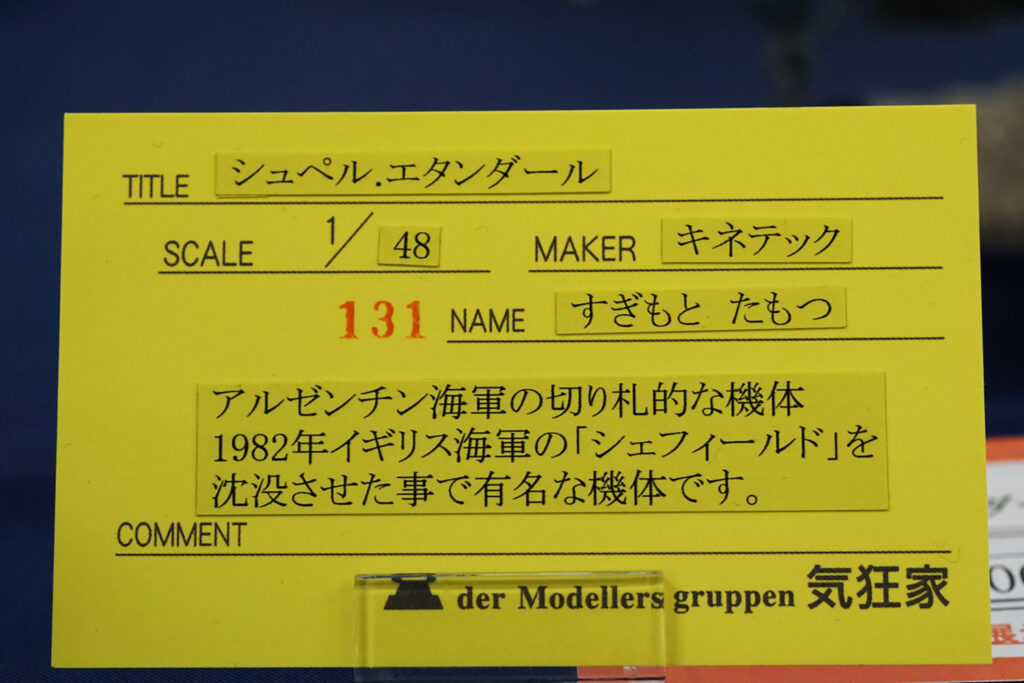 TITLE シュペル.エタンダール
SCALE 1/48 MAKER キネテック
131 NAME すぎもと たもつ
アルゼンチン海軍の切り札的な機体
1982年イギリス海軍の「シェフィールド」を
沈没させた事で有名な機体です。
COMMENT
der Modellers gruppen 気狂家